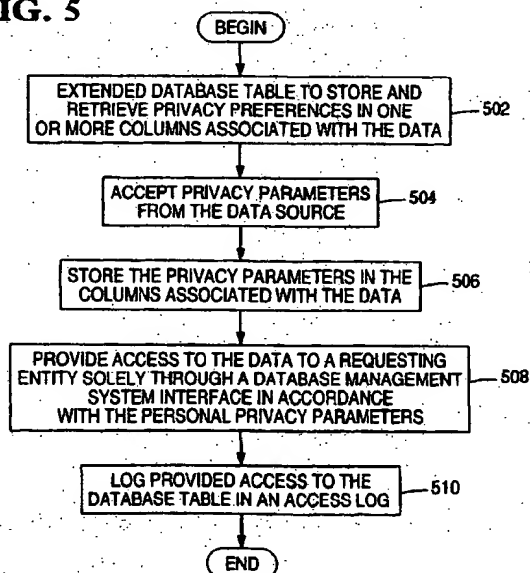 IG. 5
BEGIN
EXTENDED DATABASE TABLE TO STORE AND
RETRIEVE PRIVACY PREFERENCES IN ONE
OR MORE COLUMNS ASSOCIATED WITH THE DATA
502
ACCEPT PRIVACY PARAMETERS
FROM THE DATA SOURCE
504
STORE THE PRIVACY PARAMETERS IN THE
COLUMNS ASSOCIATED WITH THE DATA
506
PROVIDE ACCESS TO THE DATA TO A REQUESTING
ENTITY SOLELY THROUGH A DATABASE MANAGEMENT
SYSTEM INTERFACE IN ACCORDANCE
WITH THE PERSONAL PRIVACY PARAMETERS
508
LOG PROVIDED ACCESS TO THE
DATABASE TABLE IN AN ACCESS LOG
510
END